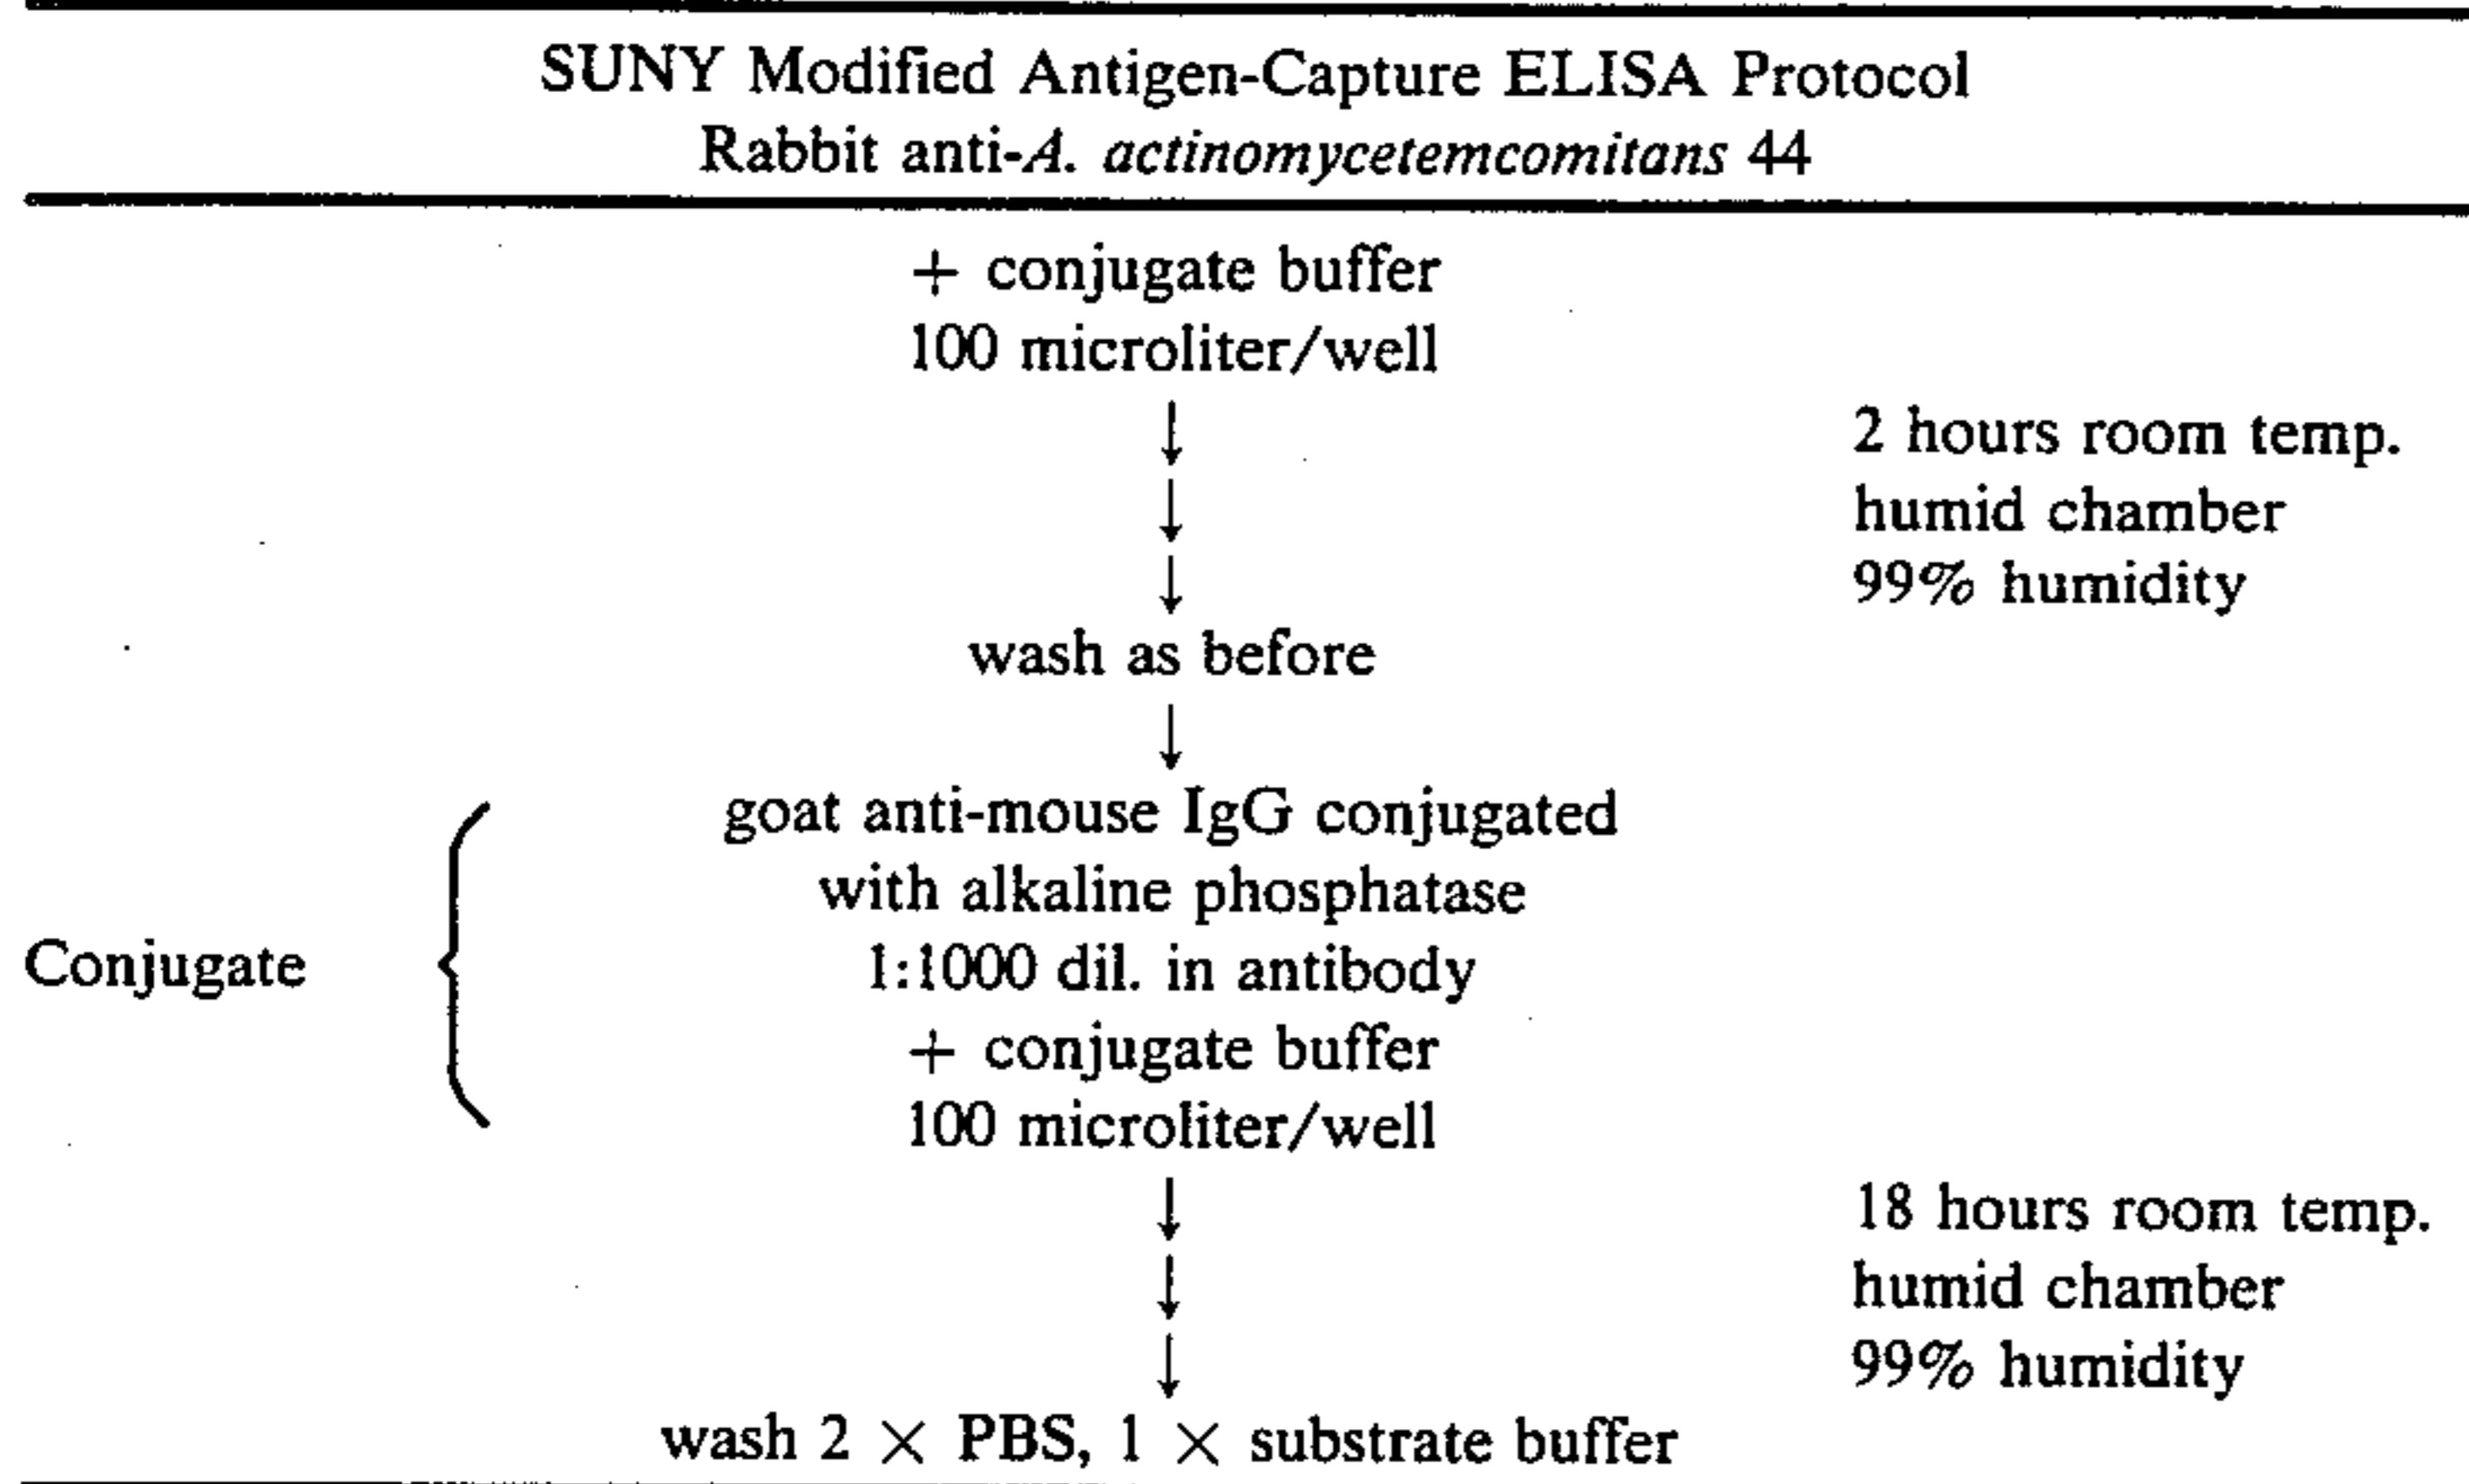 SUNY Modified Antigen-Capture ELISA Protocol
Rabbit anti-A. actinomycetemcomitans 44
+ conjugate buffer
100 microliter/well
↓
2 hours room temp.
↓
humid chamber
↓
99% humidity
wash as before
↓
goat anti-mouse IgG conjugated
with alkaline phosphatase
Conjugate { 1:1000 dil. in antibody
+ conjugate buffer
100 microliter/well
↓
18 hours room temp.
↓
humid chamber
↓
99% humidity
wash 2 × PBS, 1 × substrate buffer